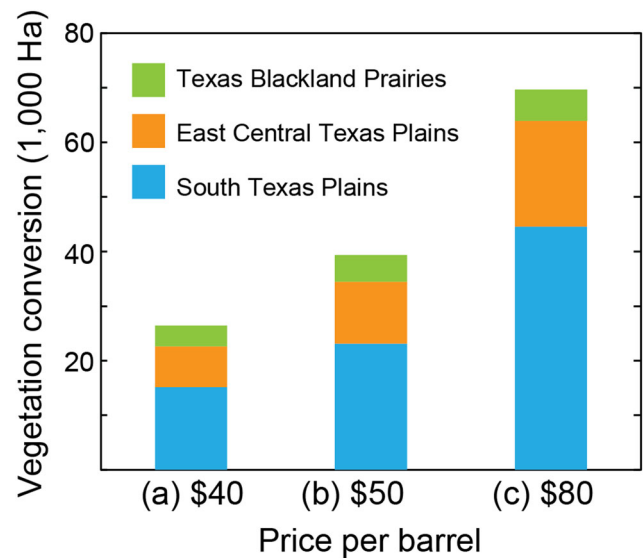 Vegetation conversion (1,000 Ha)
80
60
40
20
Texas Blackland Prairies
East Central Texas Plains
South Texas Plains
(a) $40 (b) $50 (c) $80
Price per barrel